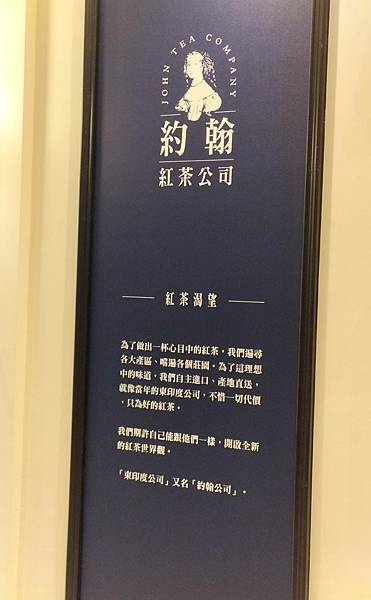 JOHN TEA COMPANY
約翰
紅茶公司
紅茶渴望
為了做出一杯心目中的紅茶，我們遍尋
各大產區、嚐遍各個莊園。為了這理想
中的味道，我們自主進口、產地直送，
就像當年的東印度公司，不惜一切代價
，只為好的紅茶。
我們期許自己能跟他們一樣，開啟全新
的紅茶世界觀。
「東印度公司」又名「約翰公司」。